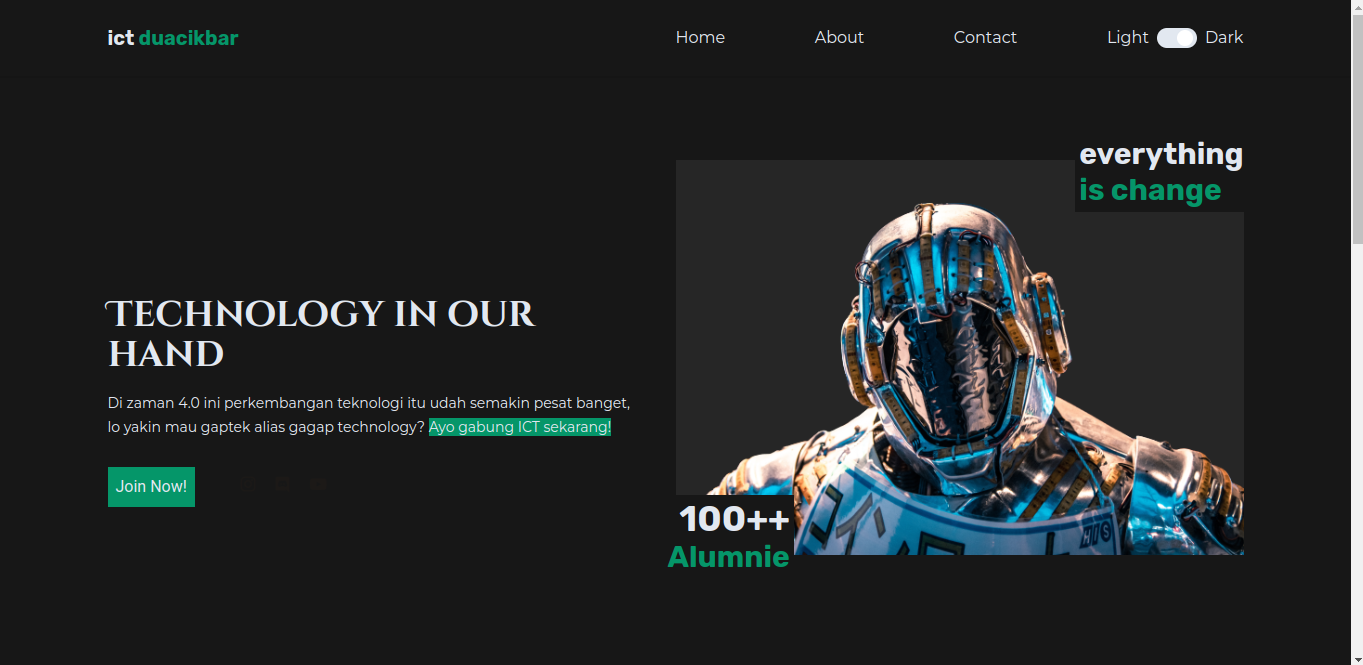 ict duacikbar
Home
About
Contact
Light
Dark
everything
is change
Technology in our
hand
Di zaman 4.0 ini perkembangan teknologi itu udah semakin pesat banget,
lo yakin mau gaptek alias gagap technology? Ayo gabung ICT sekarang!
Join Now!
100++
Alumnie
HIS